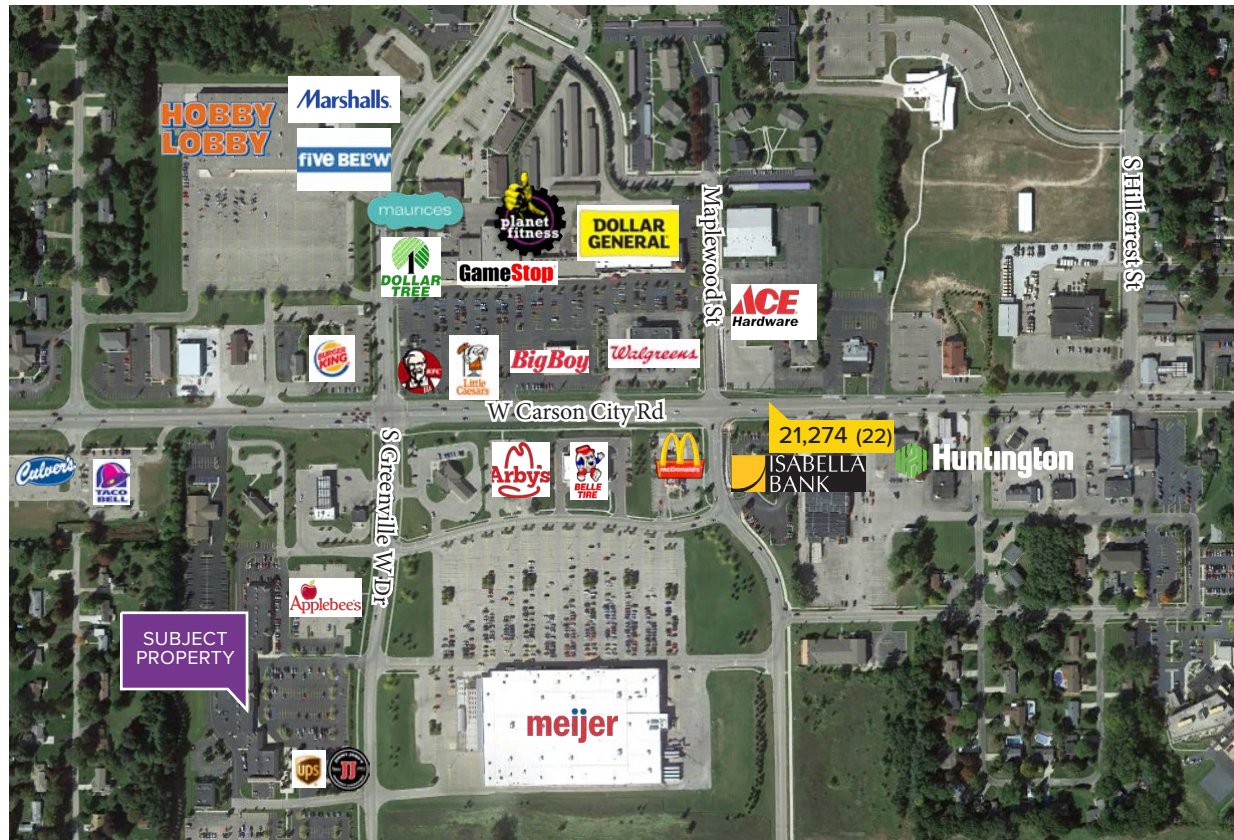 HOBBY
LOBBY
Marshalls
fiVE BEL°W
maurices
planet
fitness
DOLLAR
GENERAL
DOLLAR
TREE
GameStop
Maplewood St
S Hillcrest St
ACE
Hardware
BURGER
KING
KFC
Little
Caesars
BigBoy
Walgreens
W Carson City Rd
21,274 (22)
ISABELLA
BANK
Huntington
Culver's
TACO
BELL
S Greenville W Dr
Arby's
BELLE
TIRE
McDonald's
Applebee's
SUBJECT
PROPERTY
meijer
ups
JJ